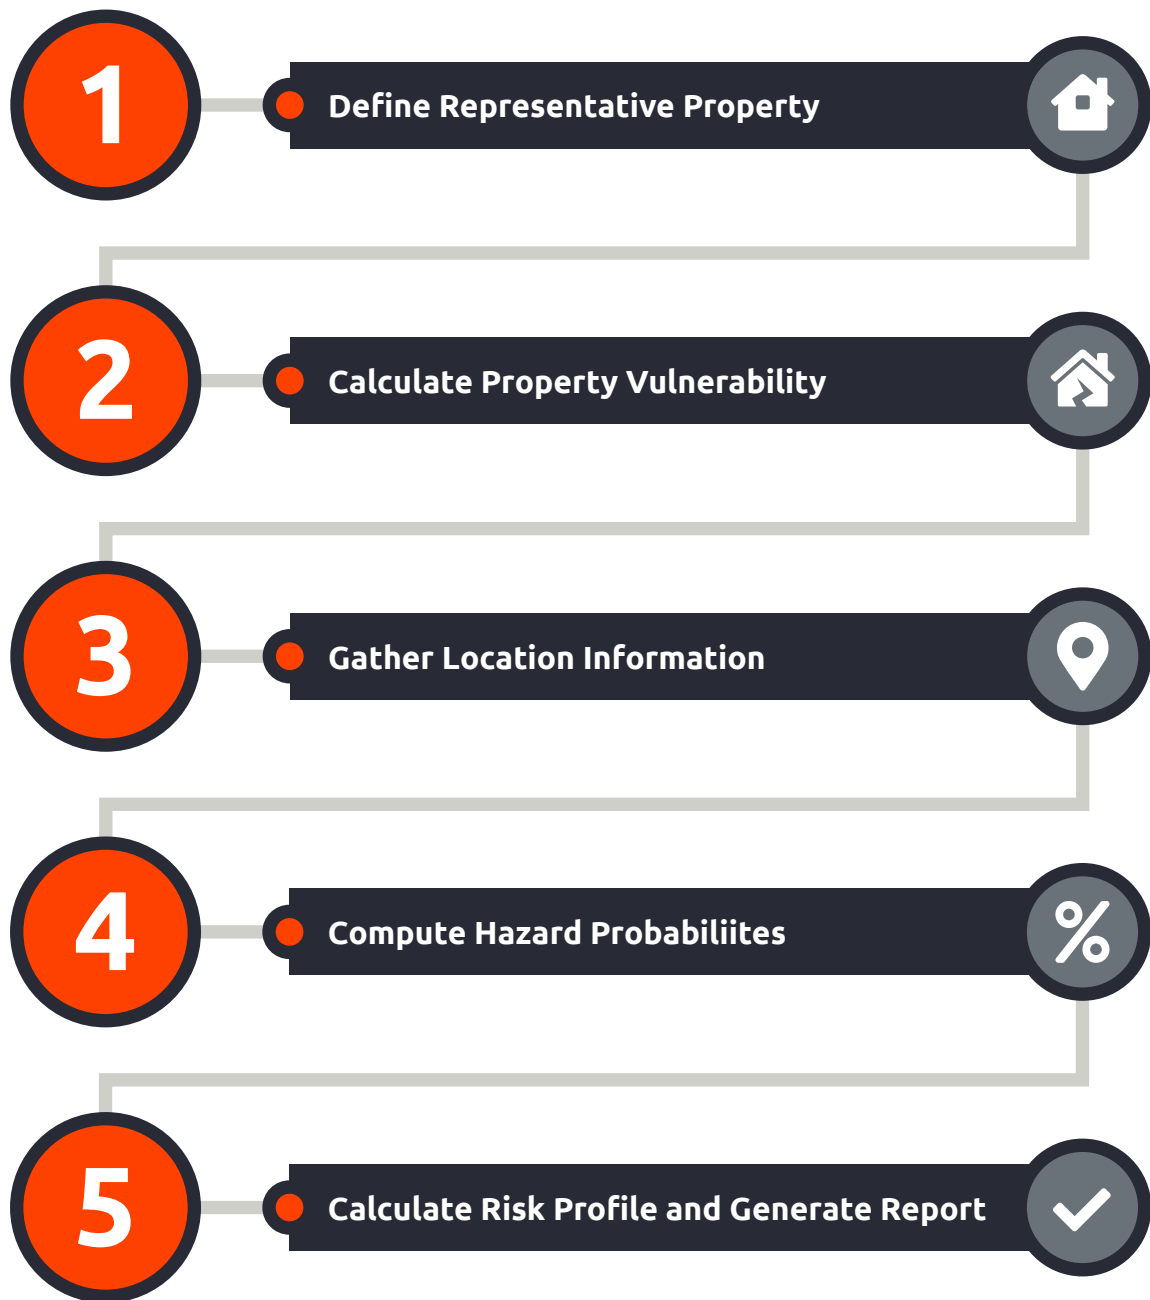 1
Define Representative Property
2
Calculate Property Vulnerability
3
Gather Location Information
4
Compute Hazard Probabiliites
%
5
Calculate Risk Profile and Generate Report